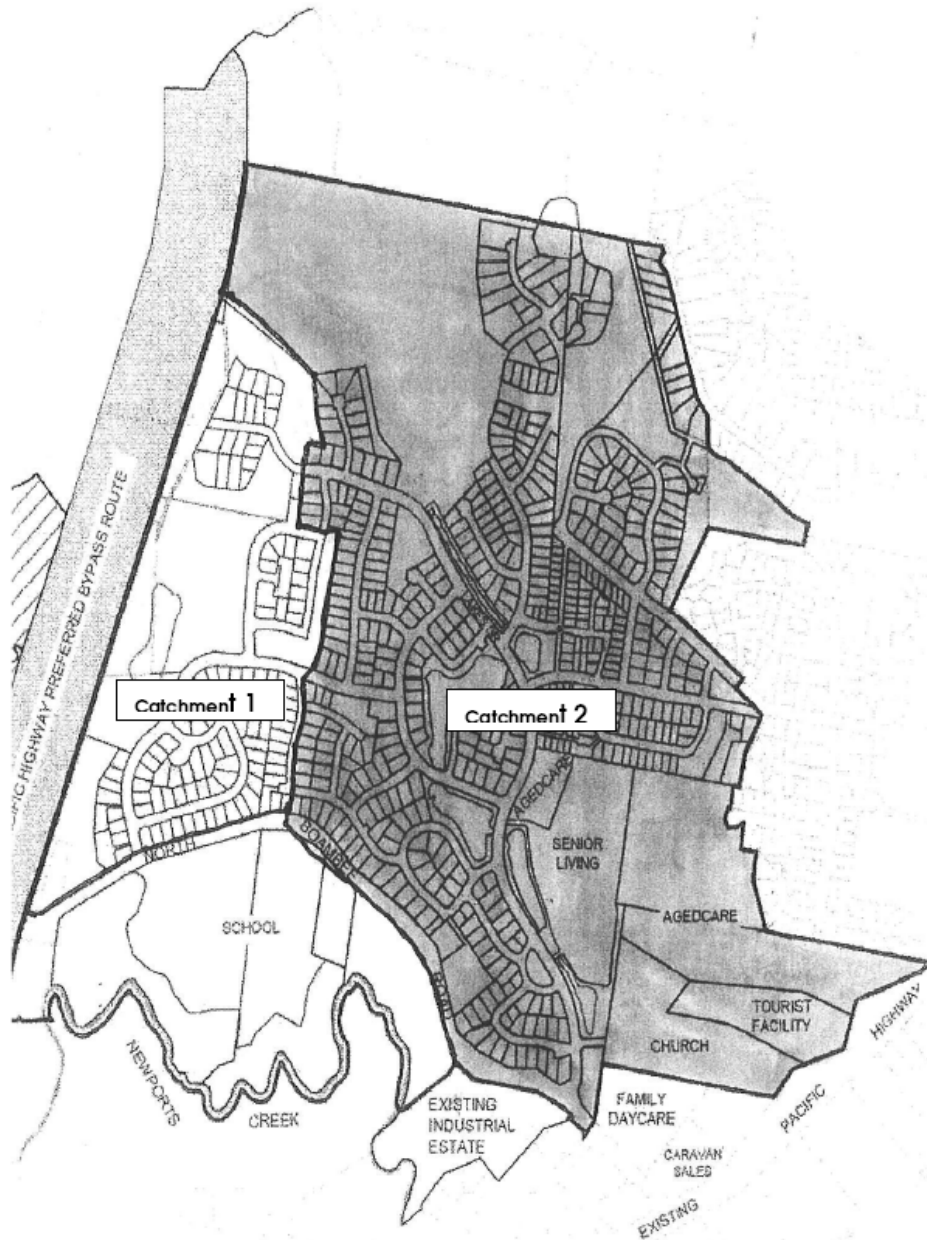 PACIFIC HIGHWAY PREFERRED BYPASS ROUTE
Catchment 1
Catchment 2
AGEDCARE
SENIOR
LIVING
NORTH
BOAMBEE
ROAD
SCHOOL
AGEDCARE
TOURIST
FACILITY
CHURCH
HIGHWAY
PACIFIC
EXISTING
NEWPORTS
CREEK
EXISTING
INDUSTRIAL
ESTATE
FAMILY
DAYCARE
CARAVAN
SALES